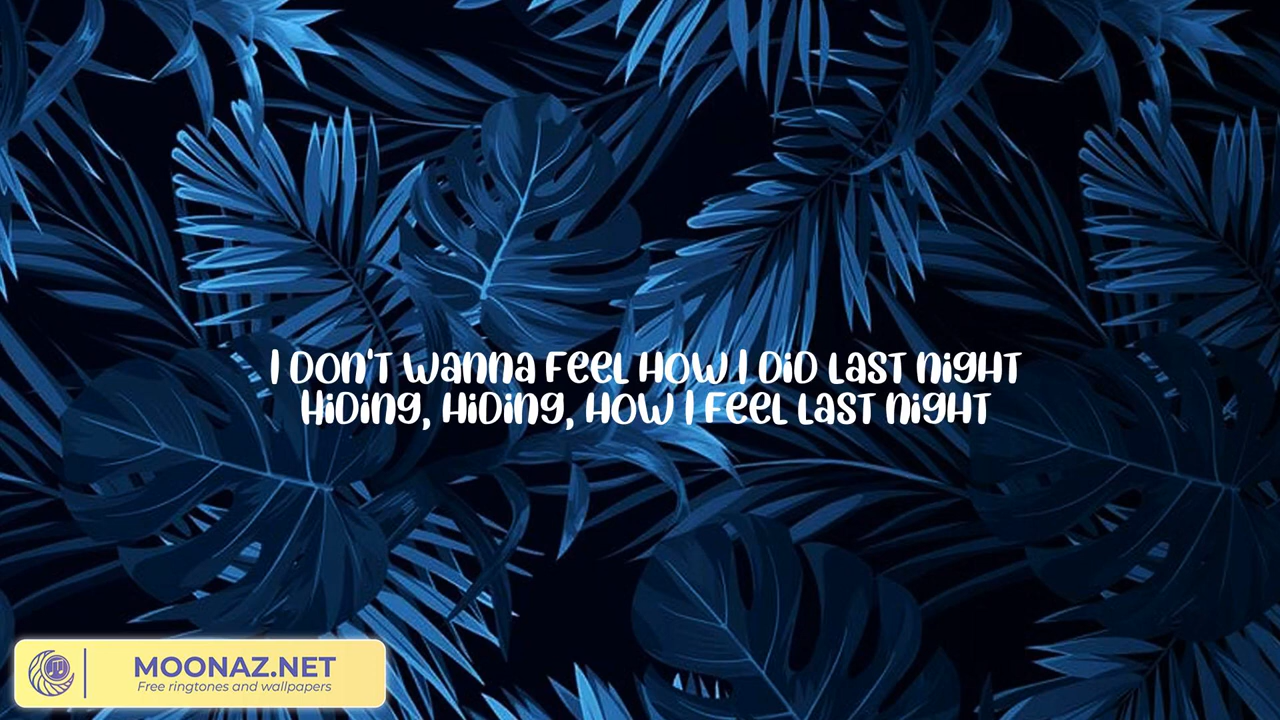 I DON'T WANNA FEEL HOW I DID LAST NIGHT
HIDING, HIDING, HOW I FEEL LAST NIGHT
MOONAZ.NET
Free ringtones and wallpapers